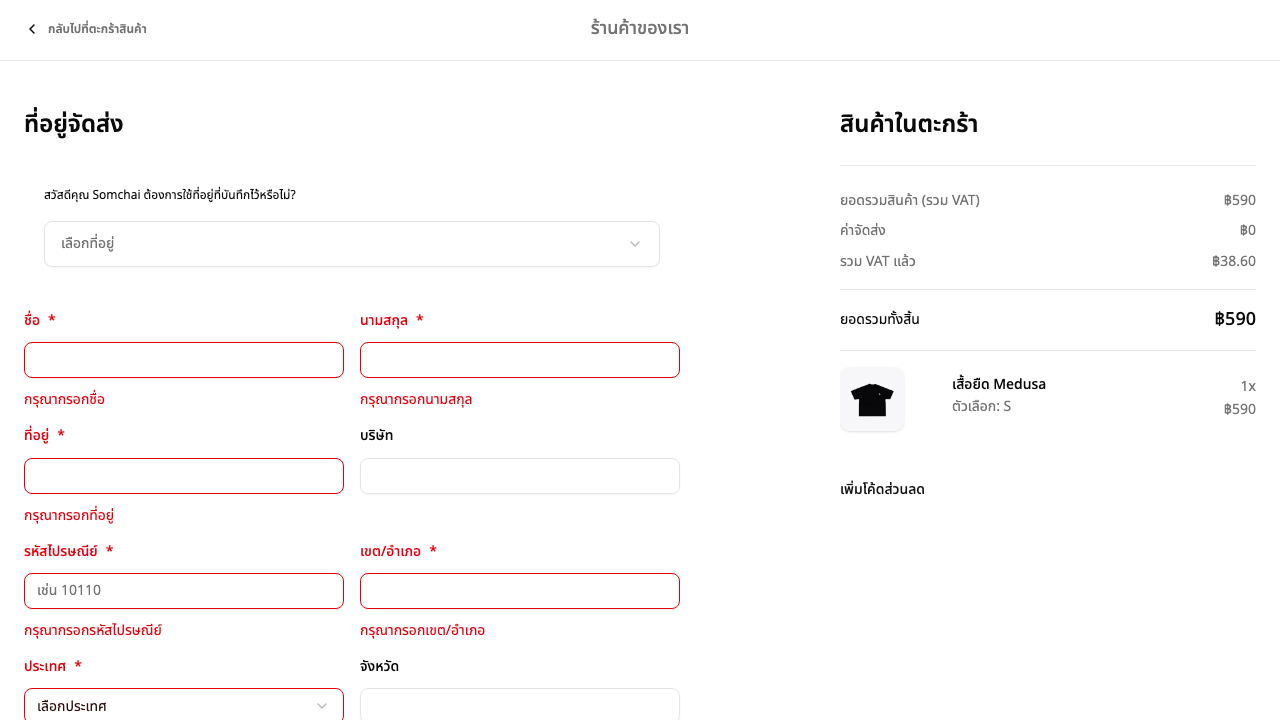 กลับไปที่ตะกร้าสินค้า
ร้านค้าของเรา
ที่อยู่จัดส่ง
สวัสดีคุณ Somchai ต้องการใช้ที่อยู่ที่บันทึกไว้หรือไม่?
เลือกที่อยู่
ชื่อ *
นามสกุล *
กรุณากรอกชื่อ
กรุณากรอกนามสกุล
ที่อยู่ *
บริษัท
กรุณากรอกที่อยู่
รหัสไปรษณีย์ *
เขต/อำเภอ *
เช่น 10110
กรุณากรอกรหัสไปรษณีย์
กรุณากรอกเขต/อำเภอ
ประเทศ *
จังหวัด
เลือกประเทศ
สินค้าในตะกร้า
ยอดรวมสินค้า (รวม VAT) ฿590
ค่าจัดส่ง ฿0
รวม VAT แล้ว ฿38.60
ยอดรวมทั้งสิ้น ฿590
เสื้อยืด Medusa 1x
ตัวเลือก: S ฿590
เพิ่มโค้ดส่วนลด